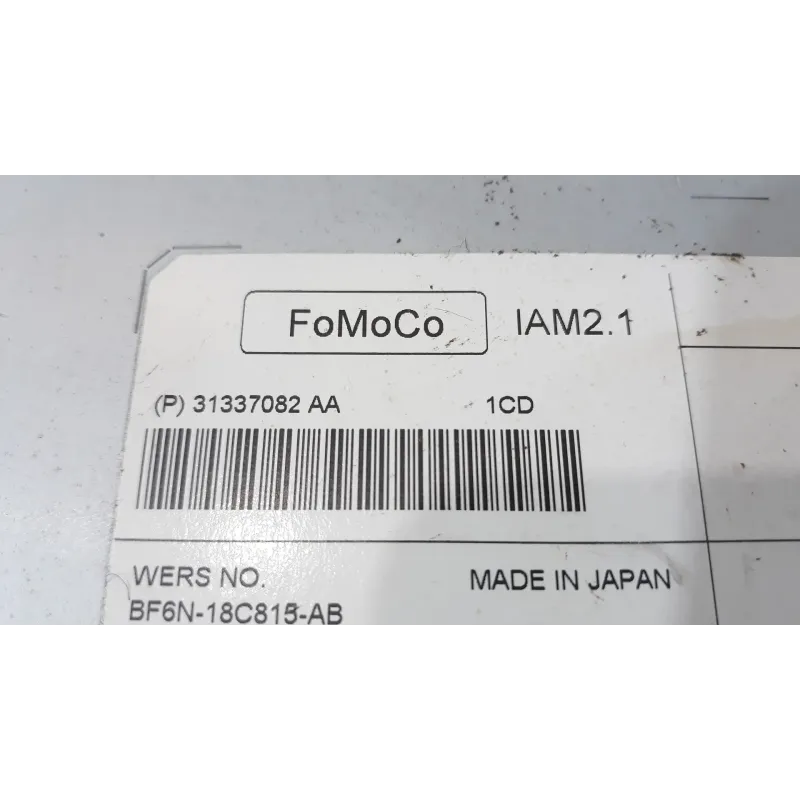 FoMoCo IAM2.1
(P) 31337082 AA 1CD
WERS NO. MADE IN JAPAN
BF6N-18C815-AB